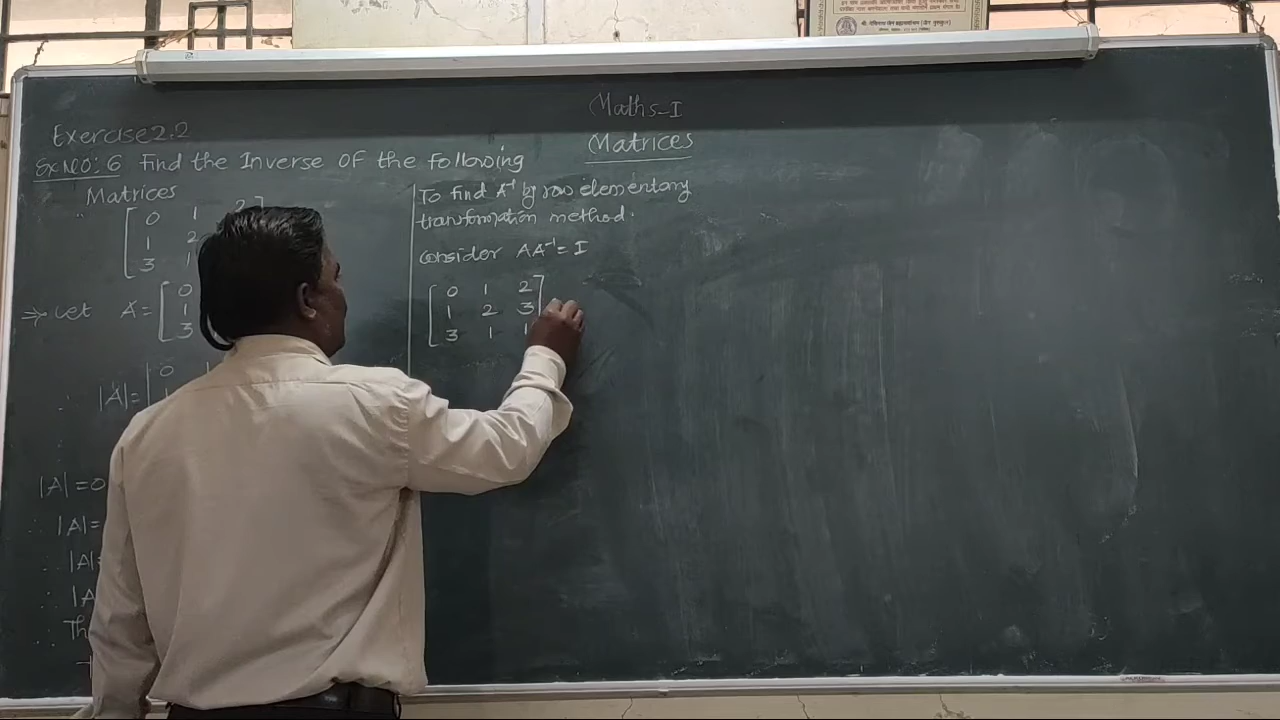 Maths-I
Matrices
Exercise 2.2
Ex NO: 6 Find the Inverse OF the following
Matrices
0 1 2
1 2
3 1
⇒ Let A = 0
1
3
∴ |A| = 0
|A| = 0
∴ |A| =
∴ |A|
∴ |A
∴ Th
To find A⁻¹ by row elementary
transformation method.
Consider AA⁻¹ = I
0 1 2
1 2 3
3 1 1